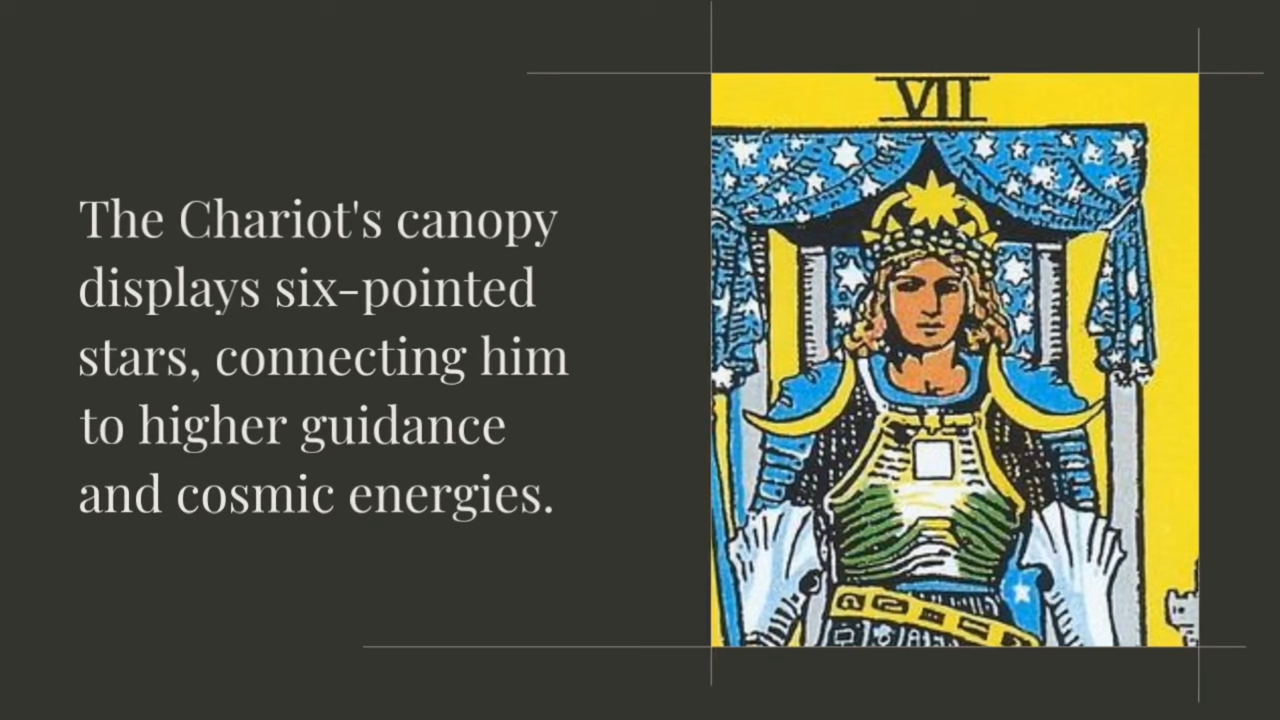 The Chariot's canopy
displays six-pointed
stars, connecting him
to higher guidance
and cosmic energies.
VII